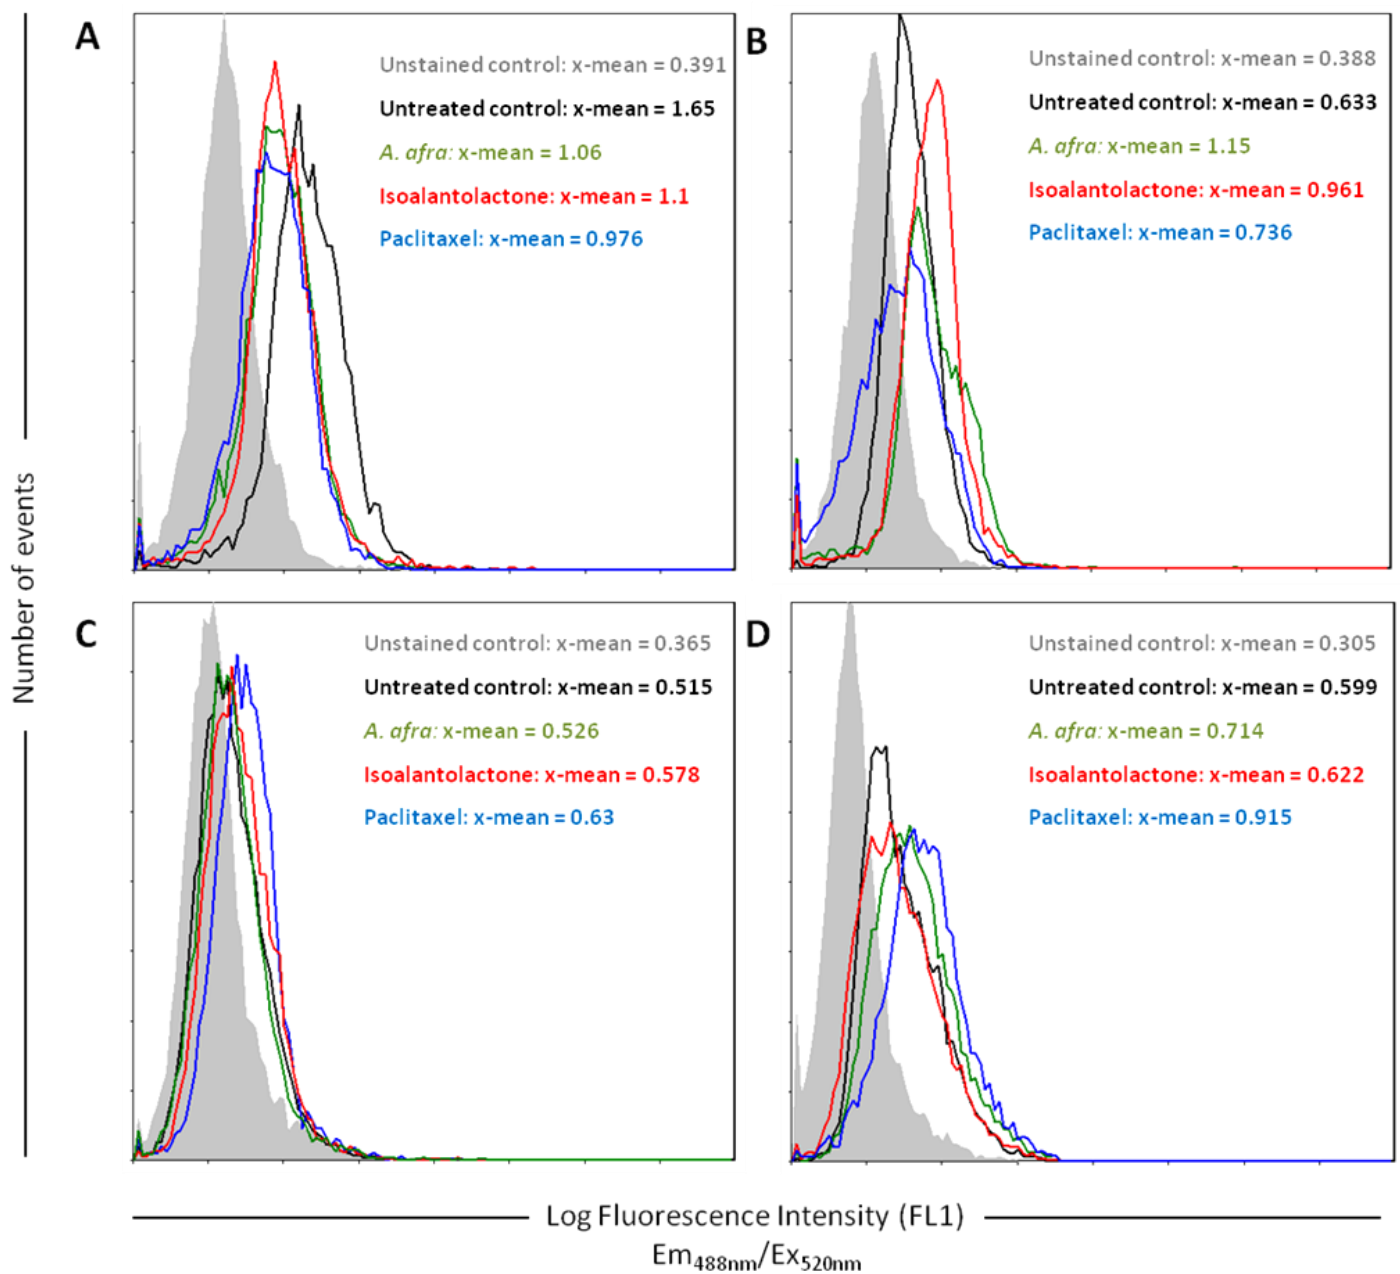 A
Unstained control: x-mean = 0.391
Untreated control: x-mean = 1.65
A. afra: x-mean = 1.06
Isoalantolactone: x-mean = 1.1
Paclitaxel: x-mean = 0.976
B
Unstained control: x-mean = 0.388
Untreated control: x-mean = 0.633
A. afra: x-mean = 1.15
Isoalantolactone: x-mean = 0.961
Paclitaxel: x-mean = 0.736
Number of events
C
Unstained control: x-mean = 0.365
Untreated control: x-mean = 0.515
A. afra: x-mean = 0.526
Isoalantolactone: x-mean = 0.578
Paclitaxel: x-mean = 0.63
D
Unstained control: x-mean = 0.305
Untreated control: x-mean = 0.599
A. afra: x-mean = 0.714
Isoalantolactone: x-mean = 0.622
Paclitaxel: x-mean = 0.915
Log Fluorescence Intensity (FL1)
Em488nm/Ex520nm